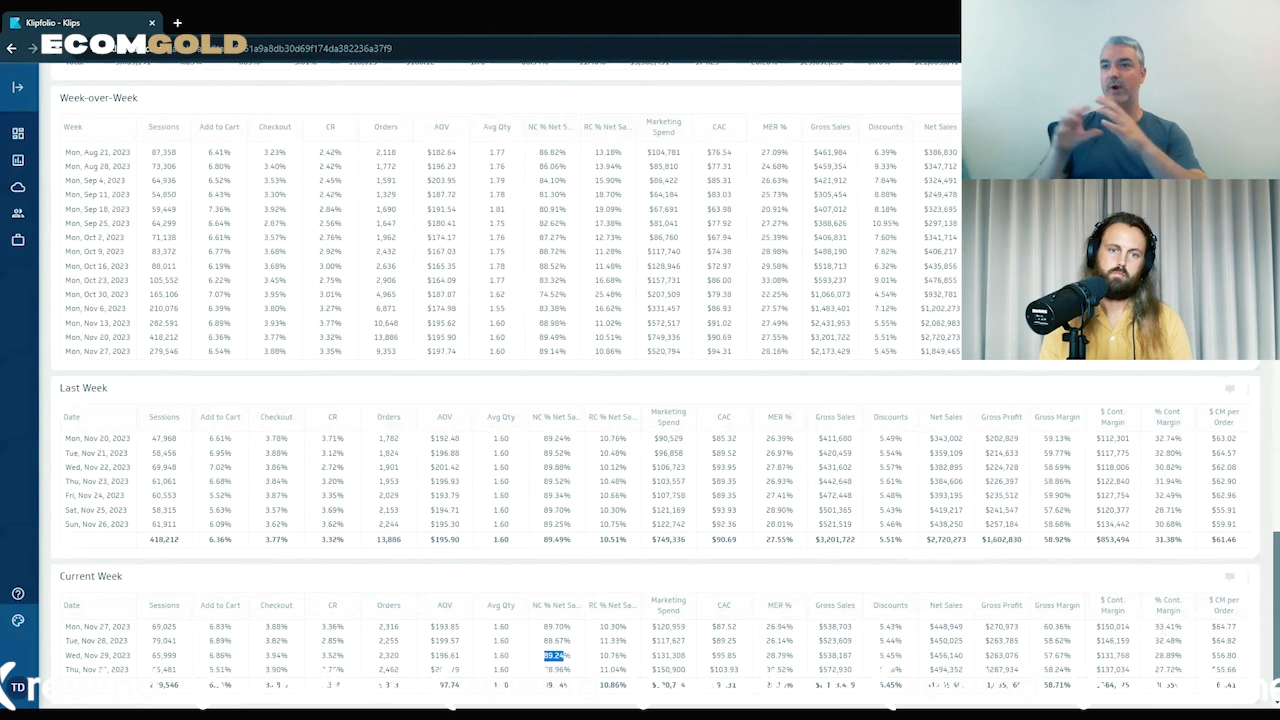 Klipfolio - Klips
ECOMGOLD
61a9a8db30d69f174da382236a37f9
Week-over-Week
Week Sessions Add to Cart Checkout CR Orders AOV Avg Qty NC % Net S... RC % Net Sa... Marketing Spend CAC MER % Gross Sales Discounts Net Sales
Mon, Aug 21, 2023 87,358 6.41% 3.23% 2.42% 2,118 $182.64 1.77 86.82% 13.18% $104,781 $76.54 27.09% $461,984 6.39% $386,830
Mon, Aug 28, 2023 73,306 6.80% 3.40% 2.42% 1,772 $196.23 1.76 86.06% 13.94% $85,810 $77.31 24.68% $459,354 9.33% $347,712
Mon, Sep 4, 2023 64,936 6.52% 3.53% 2.45% 1,591 $203.95 1.79 84.10% 15.90% $86,422 $85.31 26.63% $421,912 7.84% $324,491
Mon, Sep 11, 2023 54,850 6.43% 3.30% 2.42% 1,329 $187.72 1.78 81.30% 18.70% $64,184 $83.03 25.73% $305,454 8.88% $249,478
Mon, Sep 18, 2023 59,449 7.36% 3.92% 2.84% 1,690 $191.54 1.81 80.91% 19.09% $67,691 $63.98 20.91% $407,012 8.18% $323,695
Mon, Sep 25, 2023 64,299 6.64% 2.87% 2.56% 1,647 $180.41 1.75 82.62% 17.38% $81,041 $77.92 27.27% $388,626 10.95% $297,138
Mon, Oct 2, 2023 71,138 6.61% 3.57% 2.76% 1,962 $174.17 1.76 87.27% 12.73% $86,760 $67.94 25.39% $406,831 7.60% $341,714
Mon, Oct 9, 2023 83,372 6.77% 3.68% 2.92% 2,432 $167.03 1.75 88.72% 11.28% $117,740 $74.38 28.98% $488,190 7.82% $406,217
Mon, Oct 16, 2023 88,011 6.19% 3.68% 3.00% 2,636 $165.35 1.78 88.52% 11.48% $128,946 $72.97 29.58% $518,713 6.32% $435,856
Mon, Oct 23, 2023 105,552 6.22% 3.45% 2.75% 2,906 $164.09 1.77 83.32% 16.68% $157,731 $86.00 33.08% $593,237 9.01% $476,855
Mon, Oct 30, 2023 165,106 7.07% 3.95% 3.01% 4,965 $187.87 1.62 74.52% 25.48% $207,509 $79.38 22.25% $1,066,073 4.54% $932,781
Mon, Nov 6, 2023 210,076 6.39% 3.80% 3.27% 6,871 $174.98 1.55 83.38% 16.62% $331,457 $86.93 27.57% $1,483,401 7.12% $1,202,273
Mon, Nov 13, 2023 282,591 6.89% 3.93% 3.77% 10,648 $195.62 1.60 88.98% 11.02% $572,517 $91.02 27.49% $2,431,953 5.55% $2,082,983
Mon, Nov 20, 2023 418,212 6.36% 3.77% 3.32% 13,886 $195.90 1.60 89.49% 10.51% $749,336 $90.69 27.55% $3,201,722 5.51% $2,720,273
Mon, Nov 27, 2023 279,546 6.54% 3.88% 3.35% 9,353 $197.74 1.60 89.14% 10.86% $520,794 $94.31 28.16% $2,173,429 5.45% $1,849,465
Last Week
Date Sessions Add to Cart Checkout CR Orders AOV Avg Qty NC % Net Sa... RC % Net Sa... Marketing Spend CAC MER % Gross Sales Discounts Net Sales Gross Profit Gross Margin $ Cont. Margin % Cont. Margin $ CM per Order
Mon, Nov 20, 2023 47,968 6.61% 3.78% 3.71% 1,782 $192.48 1.60 89.24% 10.76% $90,529 $85.32 26.39% $411,680 5.49% $343,002 $202,829 59.13% $112,301 32.74% $63.02
Tue, Nov 21, 2023 58,456 6.95% 3.88% 3.12% 1,824 $196.88 1.60 89.52% 10.48% $96,858 $89.52 26.97% $420,459 5.54% $359,109 $214,633 59.77% $117,775 32.80% $64.57
Wed, Nov 22, 2023 69,948 7.02% 3.86% 2.72% 1,901 $201.42 1.60 89.88% 10.12% $106,723 $93.95 27.87% $431,602 5.57% $382,895 $224,728 58.69% $118,006 30.82% $62.08
Thu, Nov 23, 2023 61,061 6.68% 3.84% 3.20% 1,953 $196.93 1.60 89.52% 10.48% $103,557 $89.35 26.93% $442,648 5.61% $384,606 $226,397 58.86% $122,840 31.94% $62.90
Fri, Nov 24, 2023 60,553 5.52% 3.87% 3.35% 2,029 $193.79 1.60 89.34% 10.66% $107,758 $89.35 27.41% $472,448 5.48% $393,195 $235,512 59.90% $127,754 32.49% $62.96
Sat, Nov 25, 2023 58,315 5.63% 3.57% 3.69% 2,153 $194.71 1.60 89.70% 10.30% $121,169 $93.93 28.90% $501,365 5.43% $419,217 $241,547 57.62% $120,377 28.71% $55.91
Sun, Nov 26, 2023 61,911 6.09% 3.62% 3.62% 2,244 $195.30 1.60 89.25% 10.75% $122,742 $92.36 28.01% $521,519 5.46% $438,250 $257,184 58.68% $134,442 30.68% $59.91
418,212 6.36% 3.77% 3.32% 13,886 $195.90 1.60 89.49% 10.51% $749,336 $90.69 27.55% $3,201,722 5.51% $2,720,273 $1,602,830 58.92% $853,494 31.38% $61.46
Current Week
Date Sessions Add to Cart Checkout CR Orders AOV Avg Qty NC % Net Sa... RC % Net Sa... Marketing Spend CAC MER % Gross Sales Discounts Net Sales Gross Profit Gross Margin $ Cont. Margin % Cont. Margin $ CM per Order
Mon, Nov 27, 2023 69,025 6.83% 3.88% 3.36% 2,316 $193.85 1.60 89.70% 10.30% $120,959 $87.52 26.94% $538,703 5.43% $448,949 $270,973 60.36% $150,014 33.41% $64.77
Tue, Nov 28, 2023 79,041 6.89% 3.82% 2.85% 2,255 $199.57 1.60 88.67% 11.33% $117,627 $89.25 26.14% $523,609 5.44% $450,025 $263,785 58.62% $146,159 32.48% $64.82
Wed, Nov 29, 2023 65,999 6.86% 3.94% 3.52% 2,320 $196.61 1.60 89.24% 10.76% $131,308 $95.85 28.79% $538,187 5.45% $456,140 $263,076 57.67% $131,768 28.89% $56.80
Thu, 2023 5.51% 3.90% 2,462 1.60 11.04% $150,900 $103.93 5.45% $494,352 58.24% $137,034 27.72%
TD 1.60 10.86% 58.71%